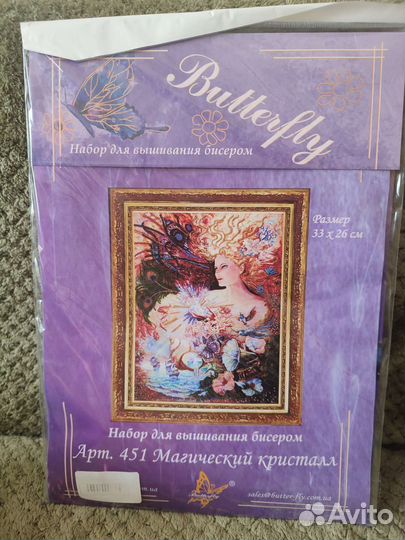 Butterfly
Набор для вышивания бисером
Размер
33 х 26 см
Набор для вышивания бисером
Арт. 451 Магический кристалл
Butterfly
®
sales@butter-fly.com.ua
Avito